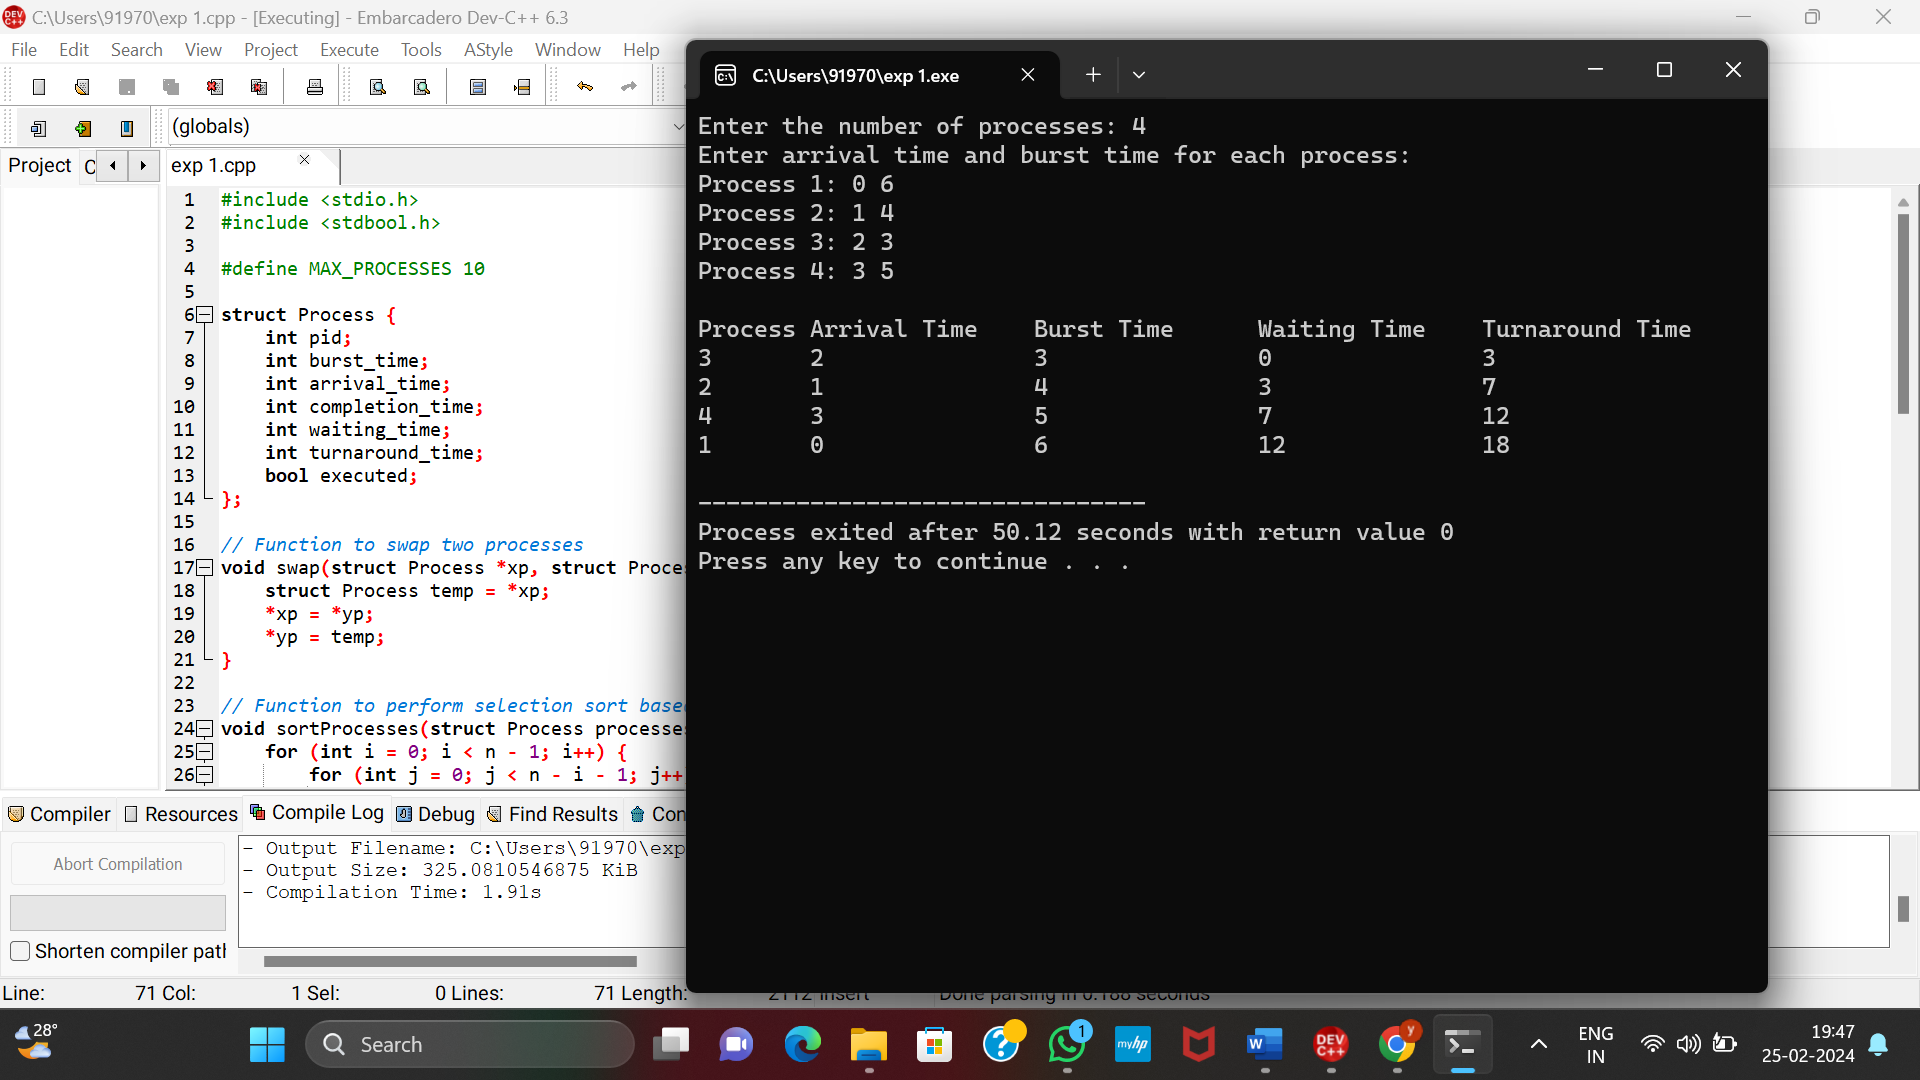 C:\Users\91970\exp 1.cpp - [Executing] - Embarcadero Dev-C++ 6.3
File Edit Search View Project Execute Tools AStyle Window Help
(globals)
Project
exp 1.cpp
1 #include <stdio.h>
2 #include <stdbool.h>
3
4 #define MAX_PROCESSES 10
5
6 struct Process {
7 int pid;
8 int burst_time;
9 int arrival_time;
10 int completion_time;
11 int waiting_time;
12 int turnaround_time;
13 bool executed;
14 };
15
16 // Function to swap two processes
17 void swap(struct Process *xp, struct Proce
18 struct Process temp = *xp;
19 *xp = *yp;
20 *yp = temp;
21 }
22
23 // Function to perform selection sort base
24 void sortProcesses(struct Process processe
25 for (int i = 0; i < n - 1; i++) {
26 for (int j = 0; j < n - i - 1; j++
C:\Users\91970\exp 1.exe
Enter the number of processes: 4
Enter arrival time and burst time for each process:
Process 1: 0 6
Process 2: 1 4
Process 3: 2 3
Process 4: 3 5
Process Arrival Time Burst Time Waiting Time Turnaround Time
3 2 3 0 3
2 1 4 3 7
4 3 5 7 12
1 0 6 12 18
--------------------------------
Process exited after 50.12 seconds with return value 0
Press any key to continue . . .
Compiler Resources Compile Log Debug Find Results Con
Abort Compilation
Shorten compiler path
- Output Filename: C:\Users\91970\exp
- Output Size: 325.0810546875 KiB
- Compilation Time: 1.91s
Line: 71 Col: 1 Sel: 0 Lines: 71 Length: 2112 Insert Done parsing in 0.188 seconds
28°
Search
1
myhp
W
DEV C++
y
ENG
IN
19:47
25-02-2024